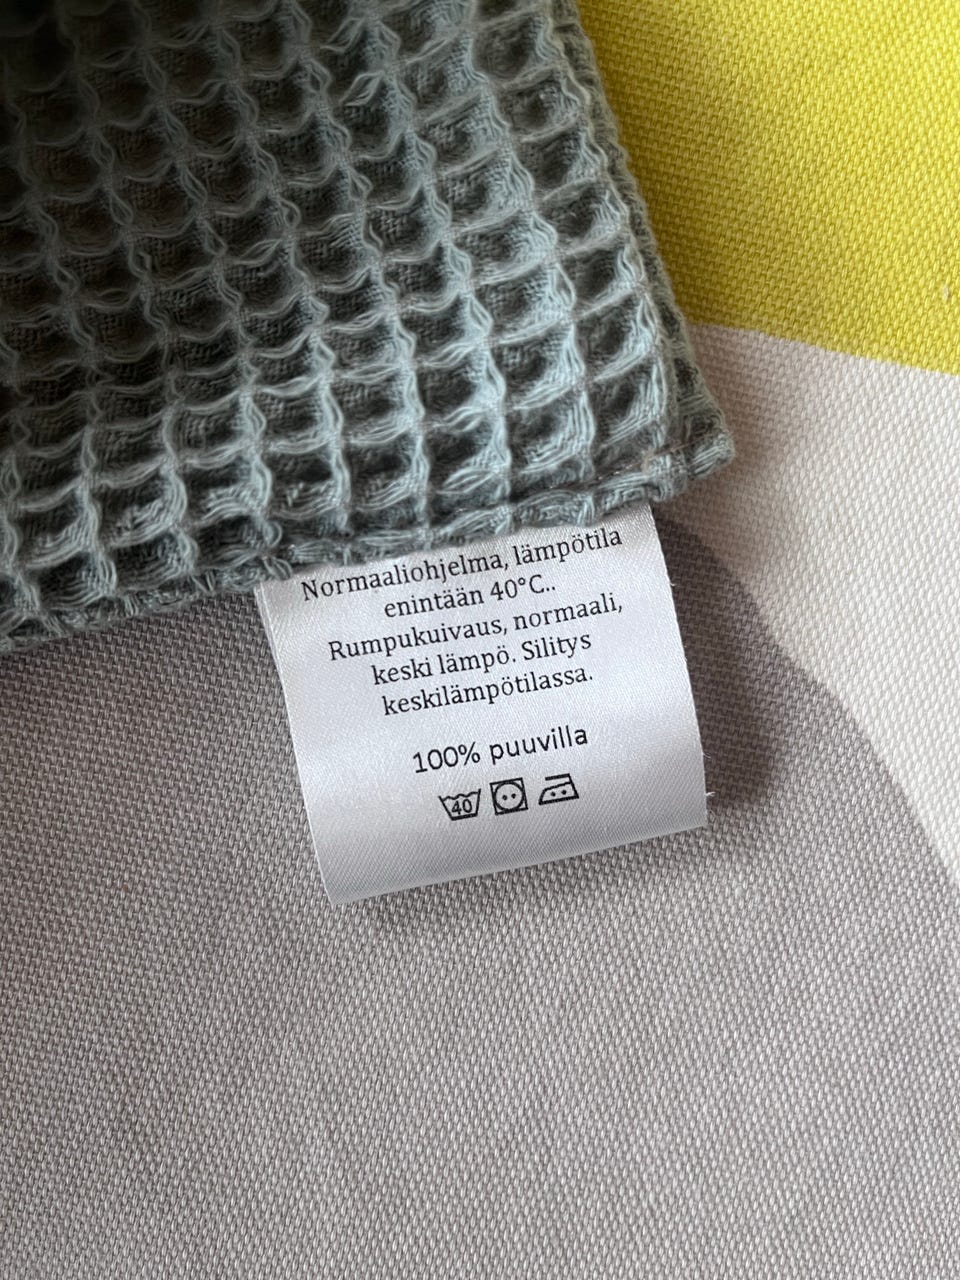 Normaaliohjelma, lämpötila
enintään 40°C..
Rumpukuivaus, normaali,
keski lämpö. Silitys
keskilämpötilassa.
100% puuvilla
40